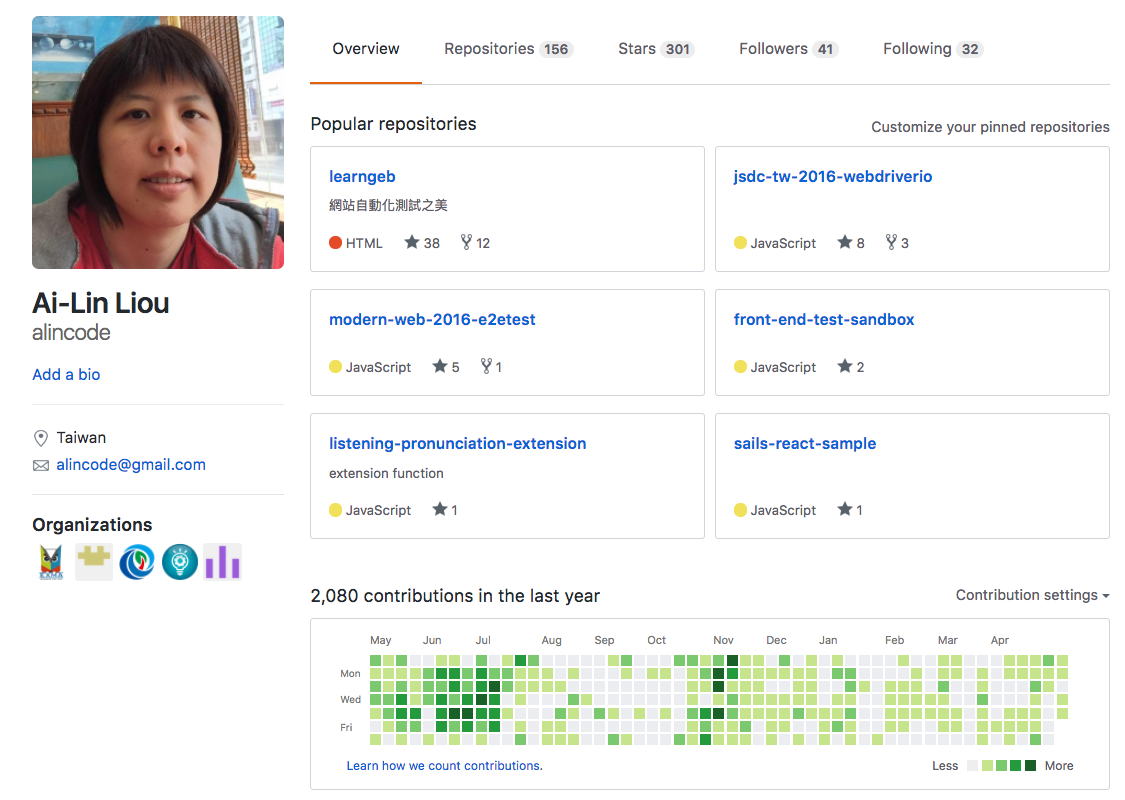 Overview
Repositories 156
Stars 301
Followers 41
Following 32
Popular repositories
Customize your pinned repositories
learngeb
網站自動化測試之美
HTML 38 12
jsdc-tw-2016-webdriverio
JavaScript 8 3
modern-web-2016-e2etest
JavaScript 5 1
front-end-test-sandbox
JavaScript 2
listening-pronunciation-extension
extension function
JavaScript 1
sails-react-sample
JavaScript 1
Ai-Lin Liou
alincode
Add a bio
Taiwan
alincode@gmail.com
Organizations
2,080 contributions in the last year
Contribution settings
May Jun Jul Aug Sep Oct Nov Dec Jan Feb Mar Apr
Mon
Wed
Fri
Learn how we count contributions.
Less More